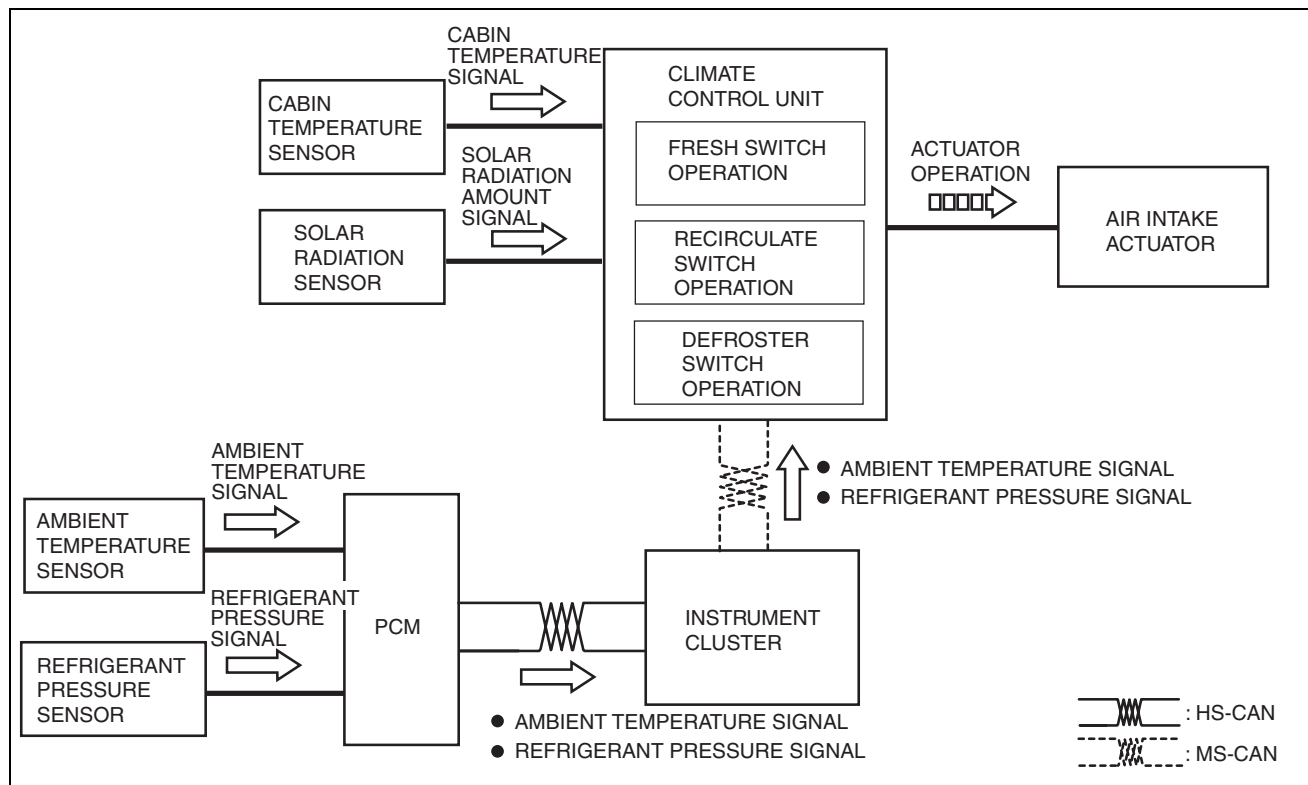 CABIN
TEMPERATURE
SIGNAL
CABIN
TEMPERATURE
SENSOR
SOLAR
RADIATION
AMOUNT
SIGNAL
SOLAR
RADIATION
SENSOR
CLIMATE
CONTROL UNIT
FRESH SWITCH
OPERATION
RECIRCULATE
SWITCH
OPERATION
DEFROSTER
SWITCH
OPERATION
ACTUATOR
OPERATION
AIR INTAKE
ACTUATOR
AMBIENT
TEMPERATURE
SIGNAL
AMBIENT
TEMPERATURE
SENSOR
REFRIGERANT
PRESSURE
SIGNAL
REFRIGERANT
PRESSURE
SENSOR
PCM
● AMBIENT TEMPERATURE SIGNAL
● REFRIGERANT PRESSURE SIGNAL
INSTRUMENT
CLUSTER
● AMBIENT TEMPERATURE SIGNAL
● REFRIGERANT PRESSURE SIGNAL
: HS-CAN
: MS-CAN